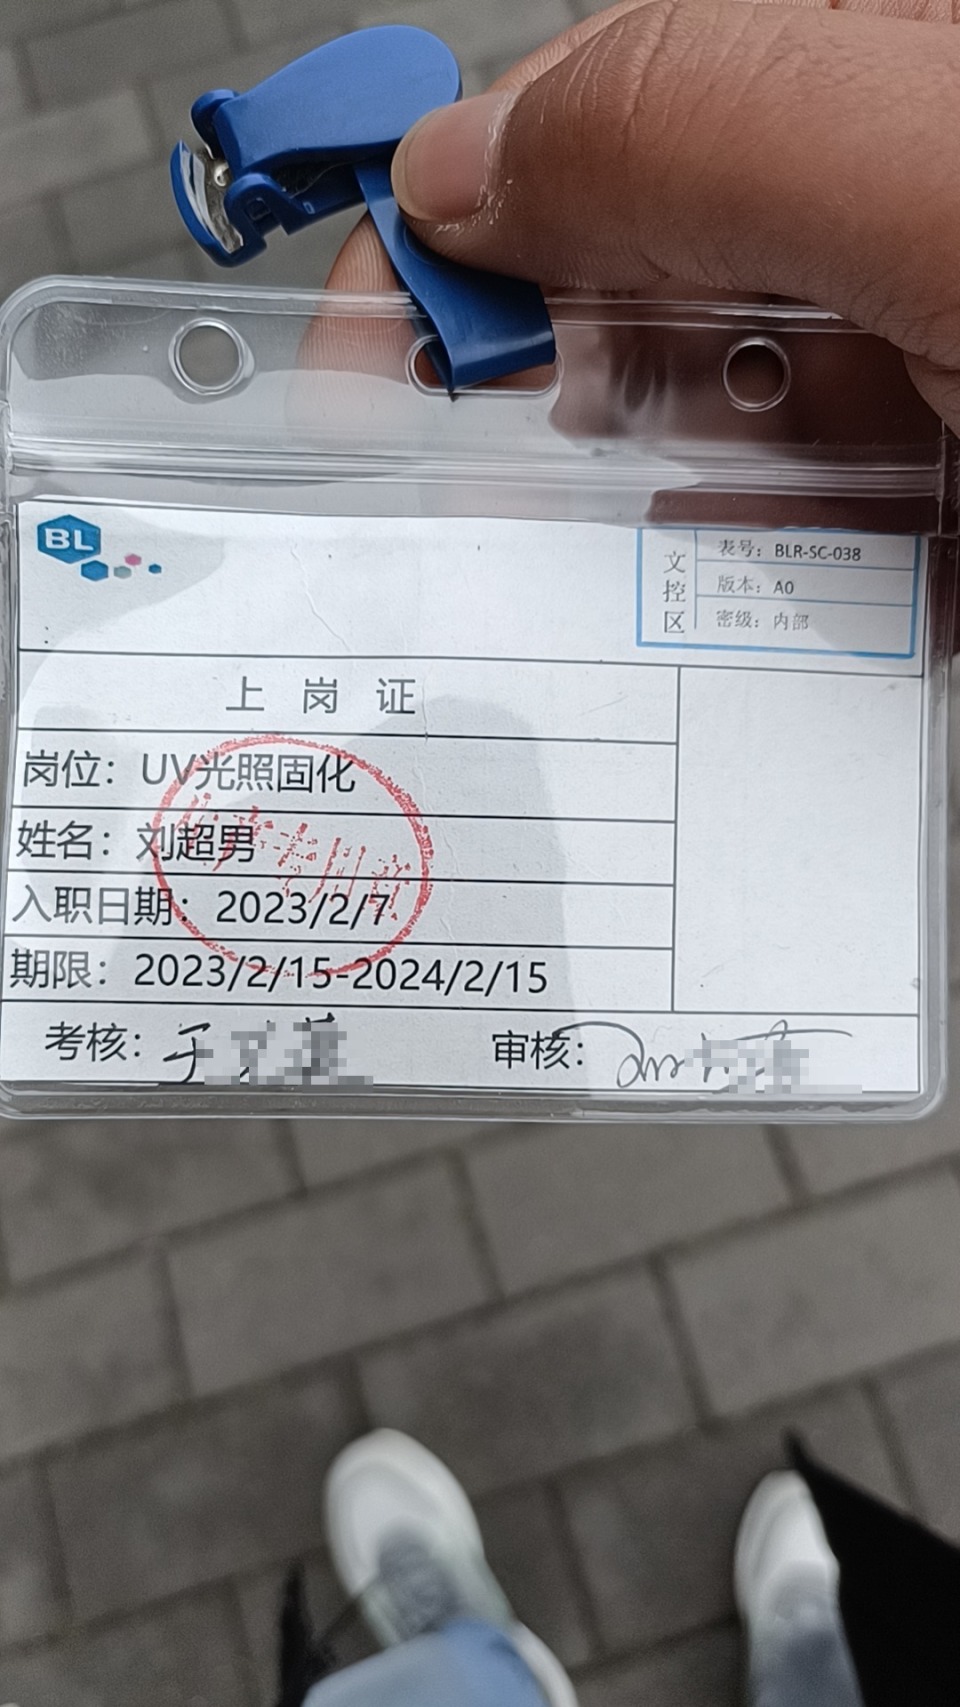 BL
文控区
表号：BLR-SC-038
版本：A0
密级：内部
上 岗 证
岗位：UV光照固化
姓名：刘超男
入职日期：2023/2/7
期限：2023/2/15-2024/2/15
考核：于
审核：